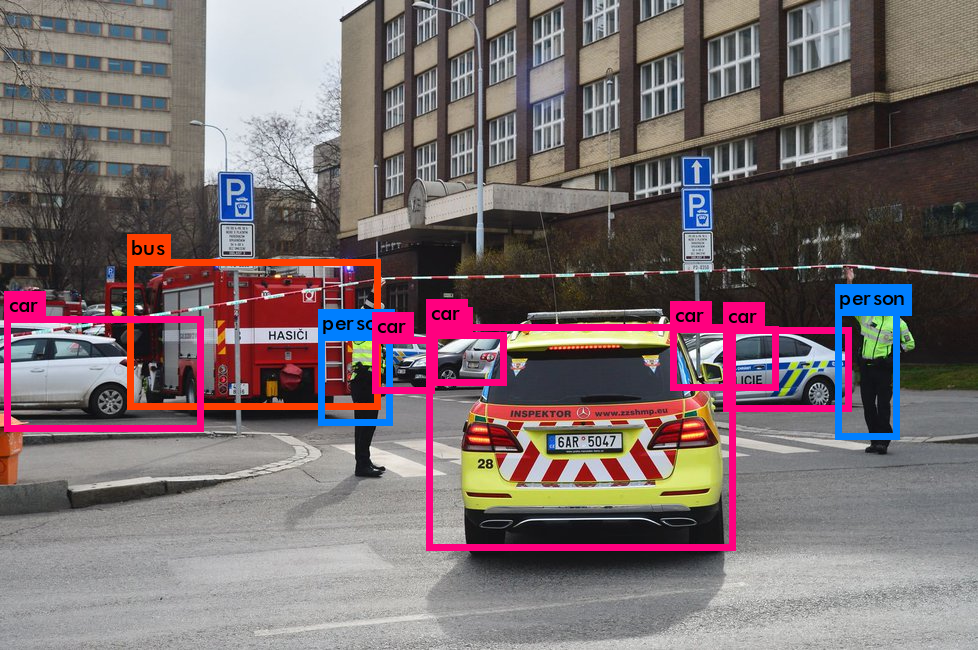 bus
car
person
car
car
car
car
person
P
P
HASIČI
LICIE
INSPEKTOR www.zzshmp.eu
6AR 5047
28